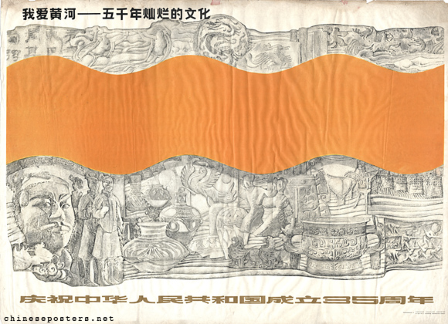 我爱黄河——五千年灿烂的文化
庆祝中华人民共和国成立35周年
chineseposters.net